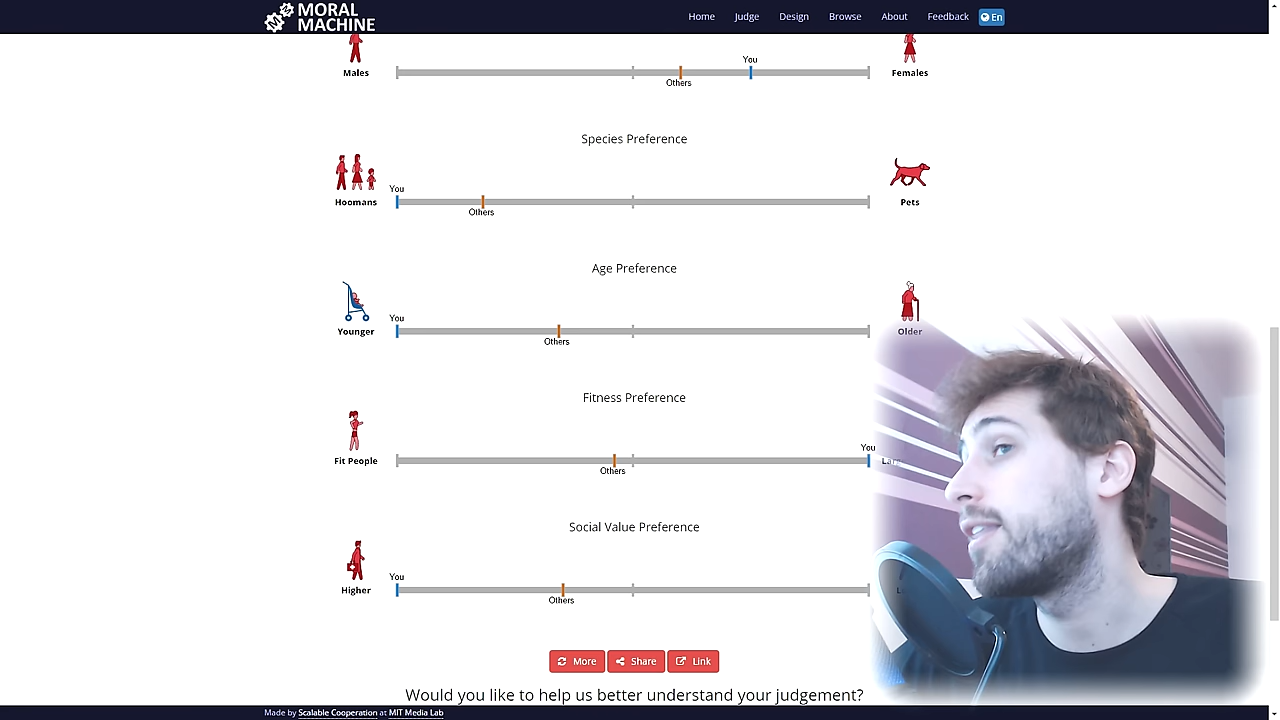 MORAL
MACHINE
Home
Judge
Design
Browse
About
Feedback
En
You
Males
Others
Females
Species Preference
You
Hoomans
Others
Pets
Age Preference
You
Younger
Others
Older
Fitness Preference
You
Fit People
Others
Social Value Preference
You
Higher
Others
More
Share
Link
Would you like to help us better understand your judgement?
Made by Scalable Cooperation at MIT Media Lab